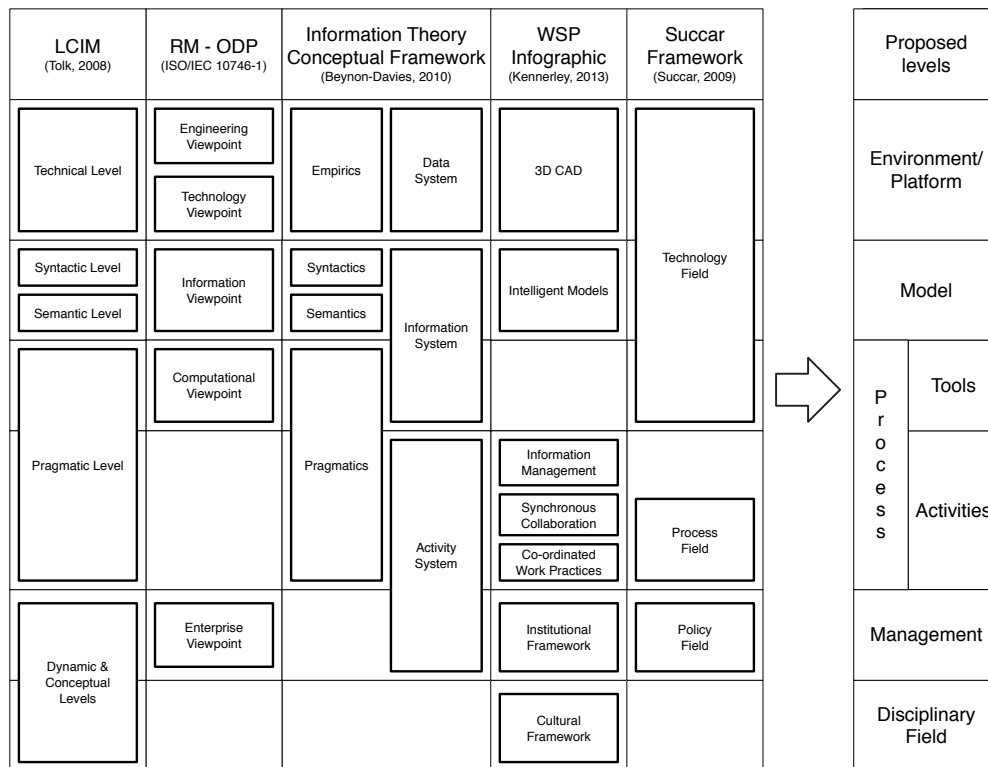 LCIM
(Tolk, 2008)
RM - ODP
(ISO/IEC 10746-1)
Information Theory
Conceptual Framework
(Beynon-Davies, 2010)
WSP
Infographic
(Kennerley, 2013)
Succar
Framework
(Succar, 2009)
Proposed
levels
Technical Level
Engineering
Viewpoint
Technology
Viewpoint
Empirics
Data
System
3D CAD
Technology
Field
Environment/
Platform
Syntactic Level
Semantic Level
Information
Viewpoint
Syntactics
Semantics
Information
System
Intelligent Models
Model
Pragmatic Level
Computational
Viewpoint
Pragmatics
Process
Tools
Activity
System
Information
Management
Synchronous
Collaboration
Co-ordinated
Work Practices
Process
Field
Activities
Dynamic &
Conceptual
Levels
Enterprise
Viewpoint
Institutional
Framework
Policy
Field
Management
Cultural
Framework
Disciplinary
Field